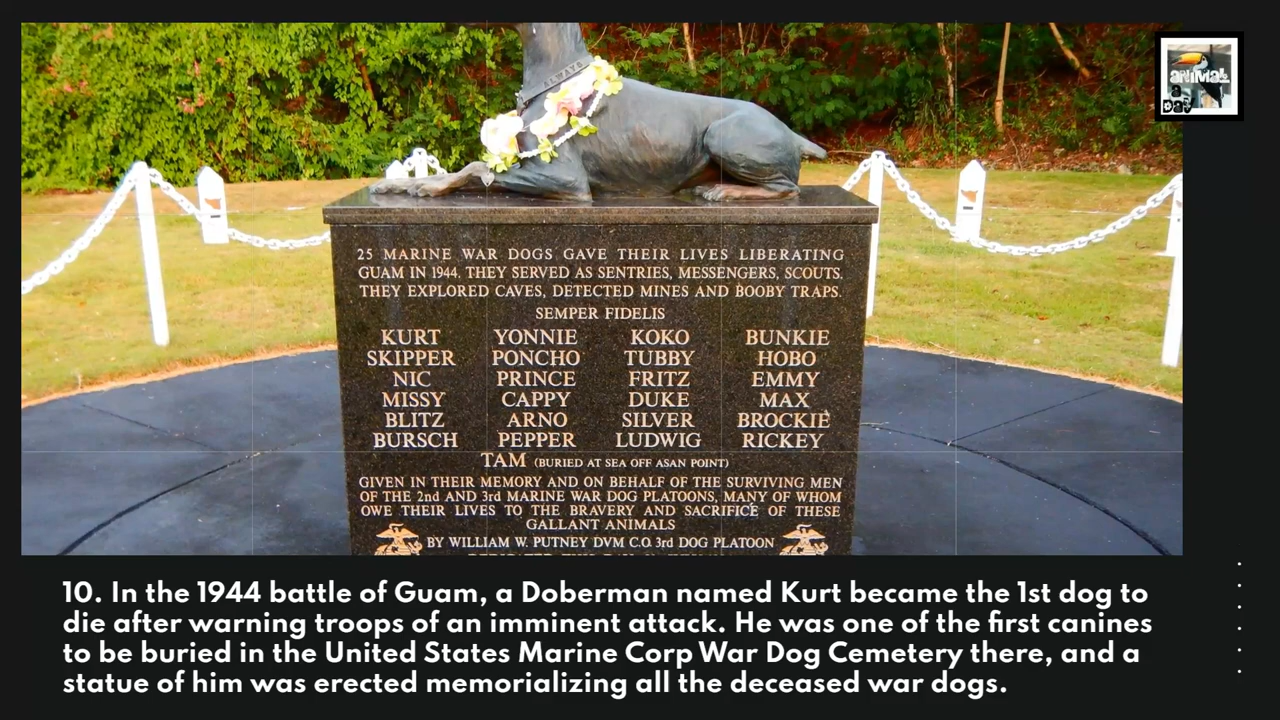 ALWAYS
ANIMAL
a
DAY
25 MARINE WAR DOGS GAVE THEIR LIVES LIBERATING
GUAM IN 1944. THEY SERVED AS SENTRIES, MESSENGERS, SCOUTS.
THEY EXPLORED CAVES, DETECTED MINES AND BOOBY TRAPS.
SEMPER FIDELIS
KURT YONNIE KOKO BUNKIE
SKIPPER PONCHO TUBBY HOBO
NIC PRINCE FRITZ EMMY
MISSY CAPPY DUKE MAX
BLITZ ARNO SILVER BROCKIE
BURSCH PEPPER LUDWIG RICKEY
TAM (BURIED AT SEA OFF ASAN POINT)
GIVEN IN THEIR MEMORY AND ON BEHALF OF THE SURVIVING MEN
OF THE 2nd AND 3rd MARINE WAR DOG PLATOONS, MANY OF WHOM
OWE THEIR LIVES TO THE BRAVERY AND SACRIFICE OF THESE
GALLANT ANIMALS
BY WILLIAM W. PUTNEY DVM C.O. 3rd DOG PLATOON
10. In the 1944 battle of Guam, a Doberman named Kurt became the 1st dog to
die after warning troops of an imminent attack. He was one of the first canines
to be buried in the United States Marine Corp War Dog Cemetery there, and a
statue of him was erected memorializing all the deceased war dogs.